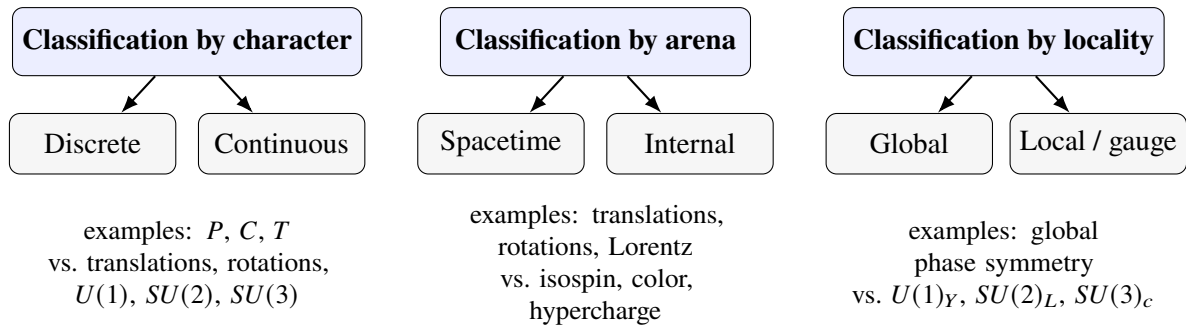 Classification by character
Discrete
Continuous
examples: P, C, T
vs. translations, rotations,
U(1), SU(2), SU(3)
Classification by arena
Spacetime
Internal
examples: translations,
rotations, Lorentz
vs. isospin, color,
hypercharge
Classification by locality
Global
Local / gauge
examples: global
phase symmetry
vs. U(1)_Y, SU(2)_L, SU(3)_c